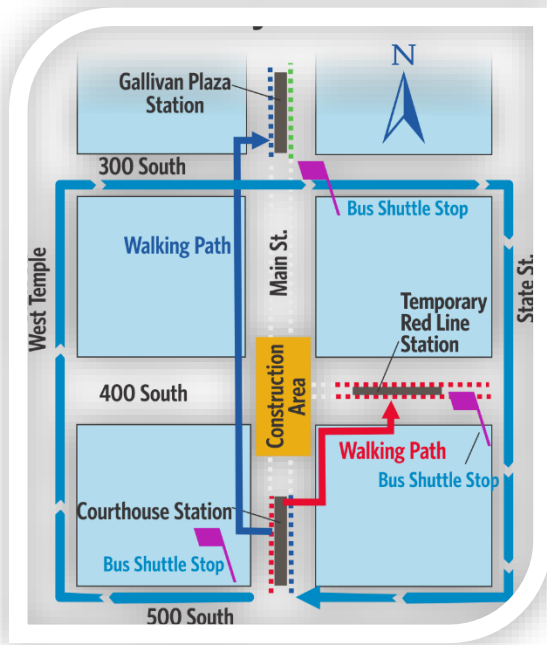 Gallivan Plaza
Station
N
300 South
Bus Shuttle Stop
Walking Path
Main St.
West Temple
State St.
Temporary
Red Line
Station
400 South
Construction
Area
Walking Path
Bus Shuttle Stop
Courthouse Station
Bus Shuttle Stop
500 South